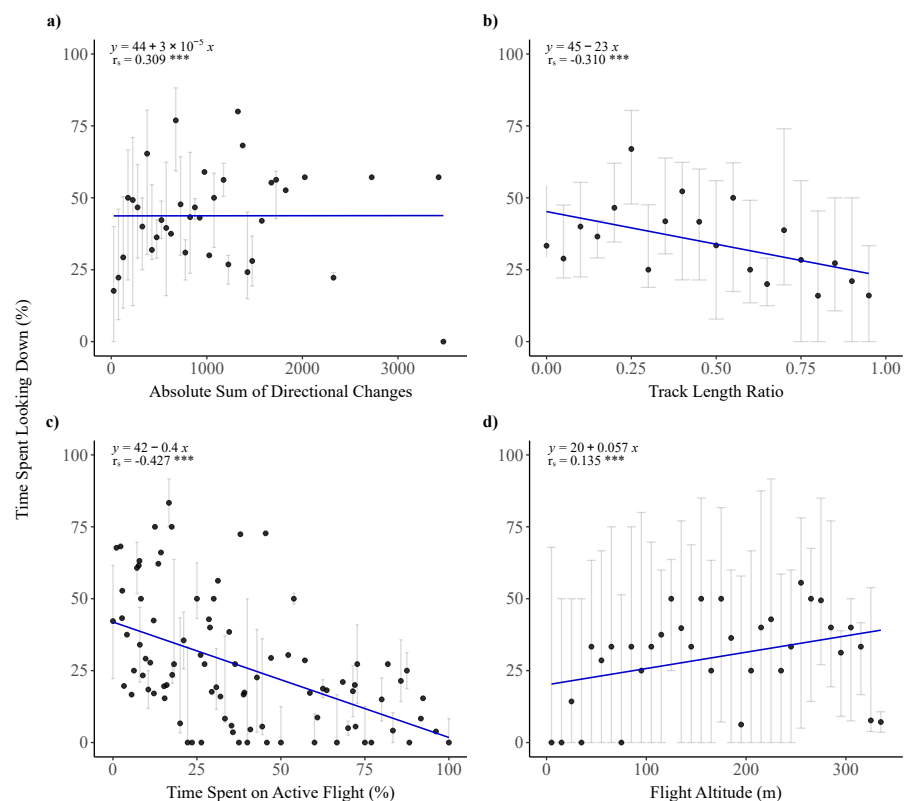 a)
y = 44 + 3 × 10⁻⁵ x
rₛ = 0.309 ***
100
75
50
25
0
0 1000 2000 3000
Absolute Sum of Directional Changes
b)
y = 45 − 23 x
rₛ = -0.310 ***
100
75
50
25
0
0.00 0.25 0.50 0.75 1.00
Track Length Ratio
Time Spent Looking Down (%)
c)
y = 42 − 0.4 x
rₛ = -0.427 ***
100
75
50
25
0
0 25 50 75 100
Time Spent on Active Flight (%)
d)
y = 20 + 0.057 x
rₛ = 0.135 ***
100
75
50
25
0
0 100 200 300
Flight Altitude (m)